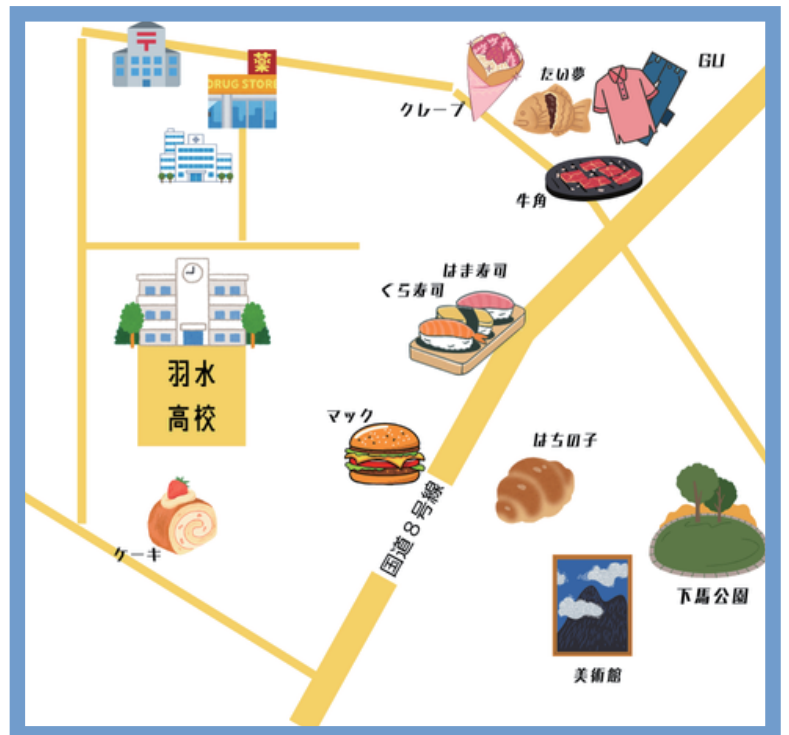 〒
薬
DRUG STORE
クレープ
たい夢
GU
牛角
はま寿司
くら寿司
羽水
高校
マック
はちの子
ケーキ
国道８号線
下馬公園
美術館